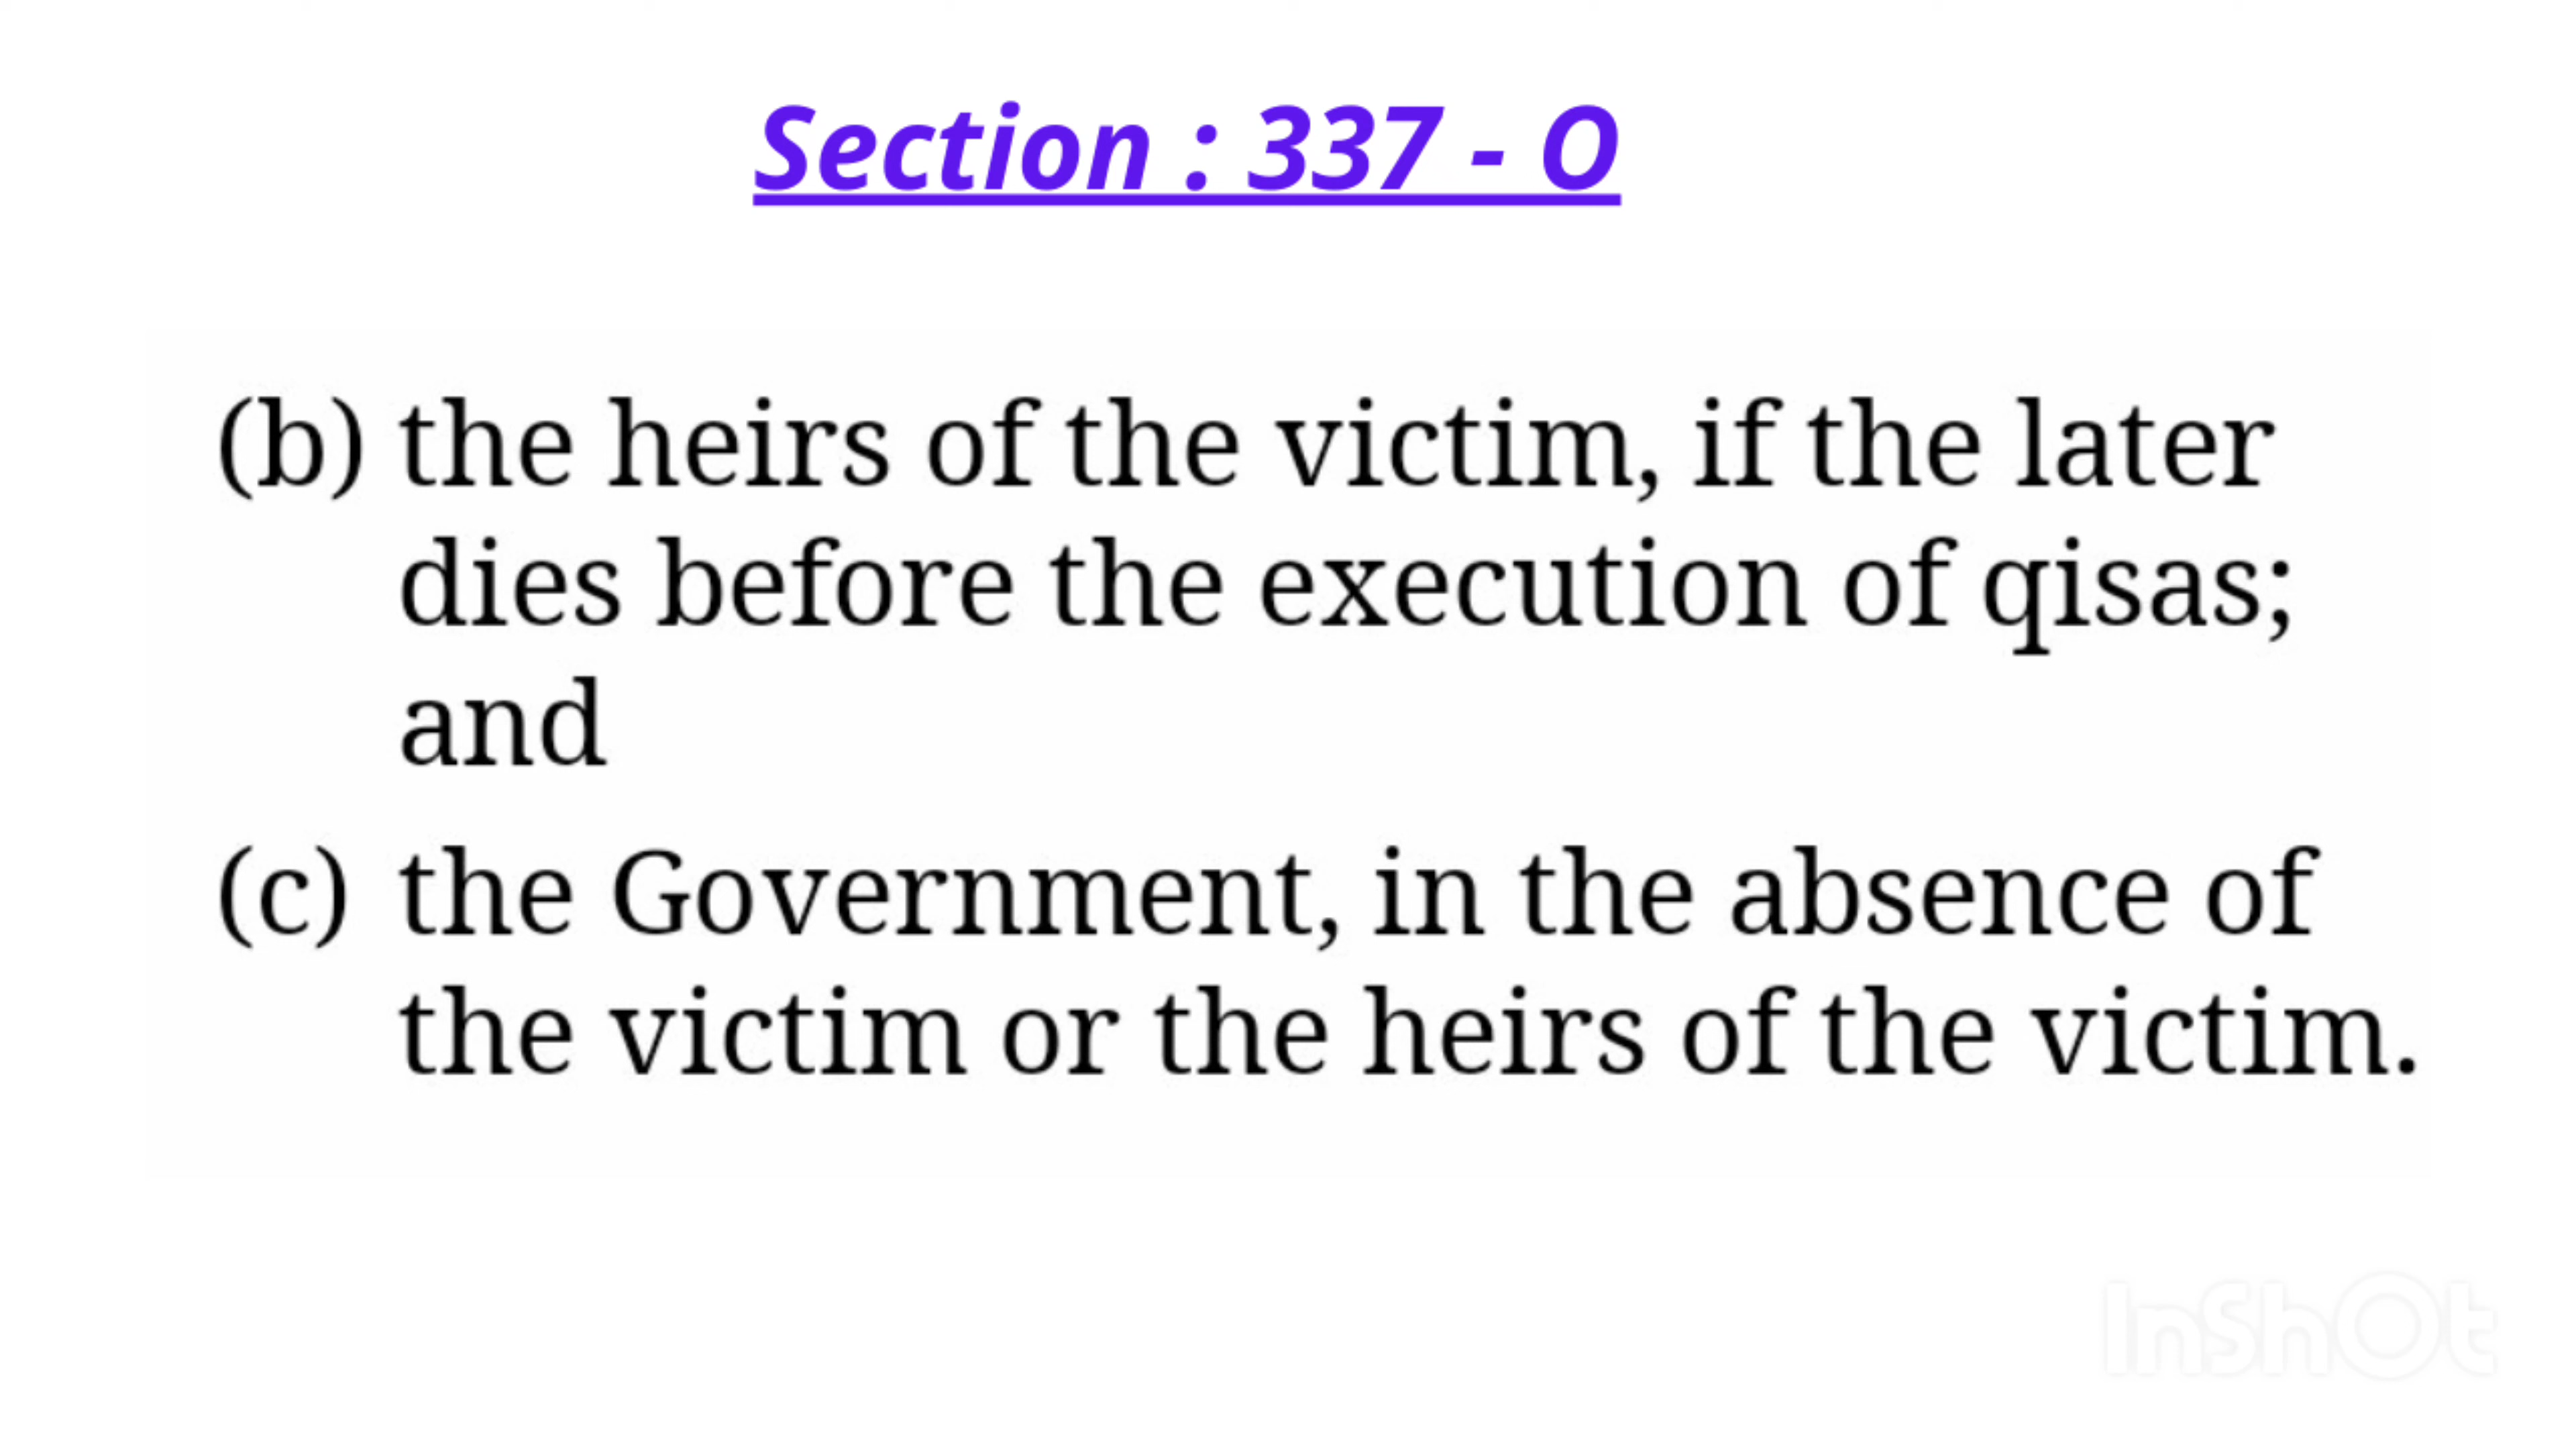 Section : 337 - O
(b) the heirs of the victim, if the later
dies before the execution of qisas;
and
(c) the Government, in the absence of
the victim or the heirs of the victim.
InShOt